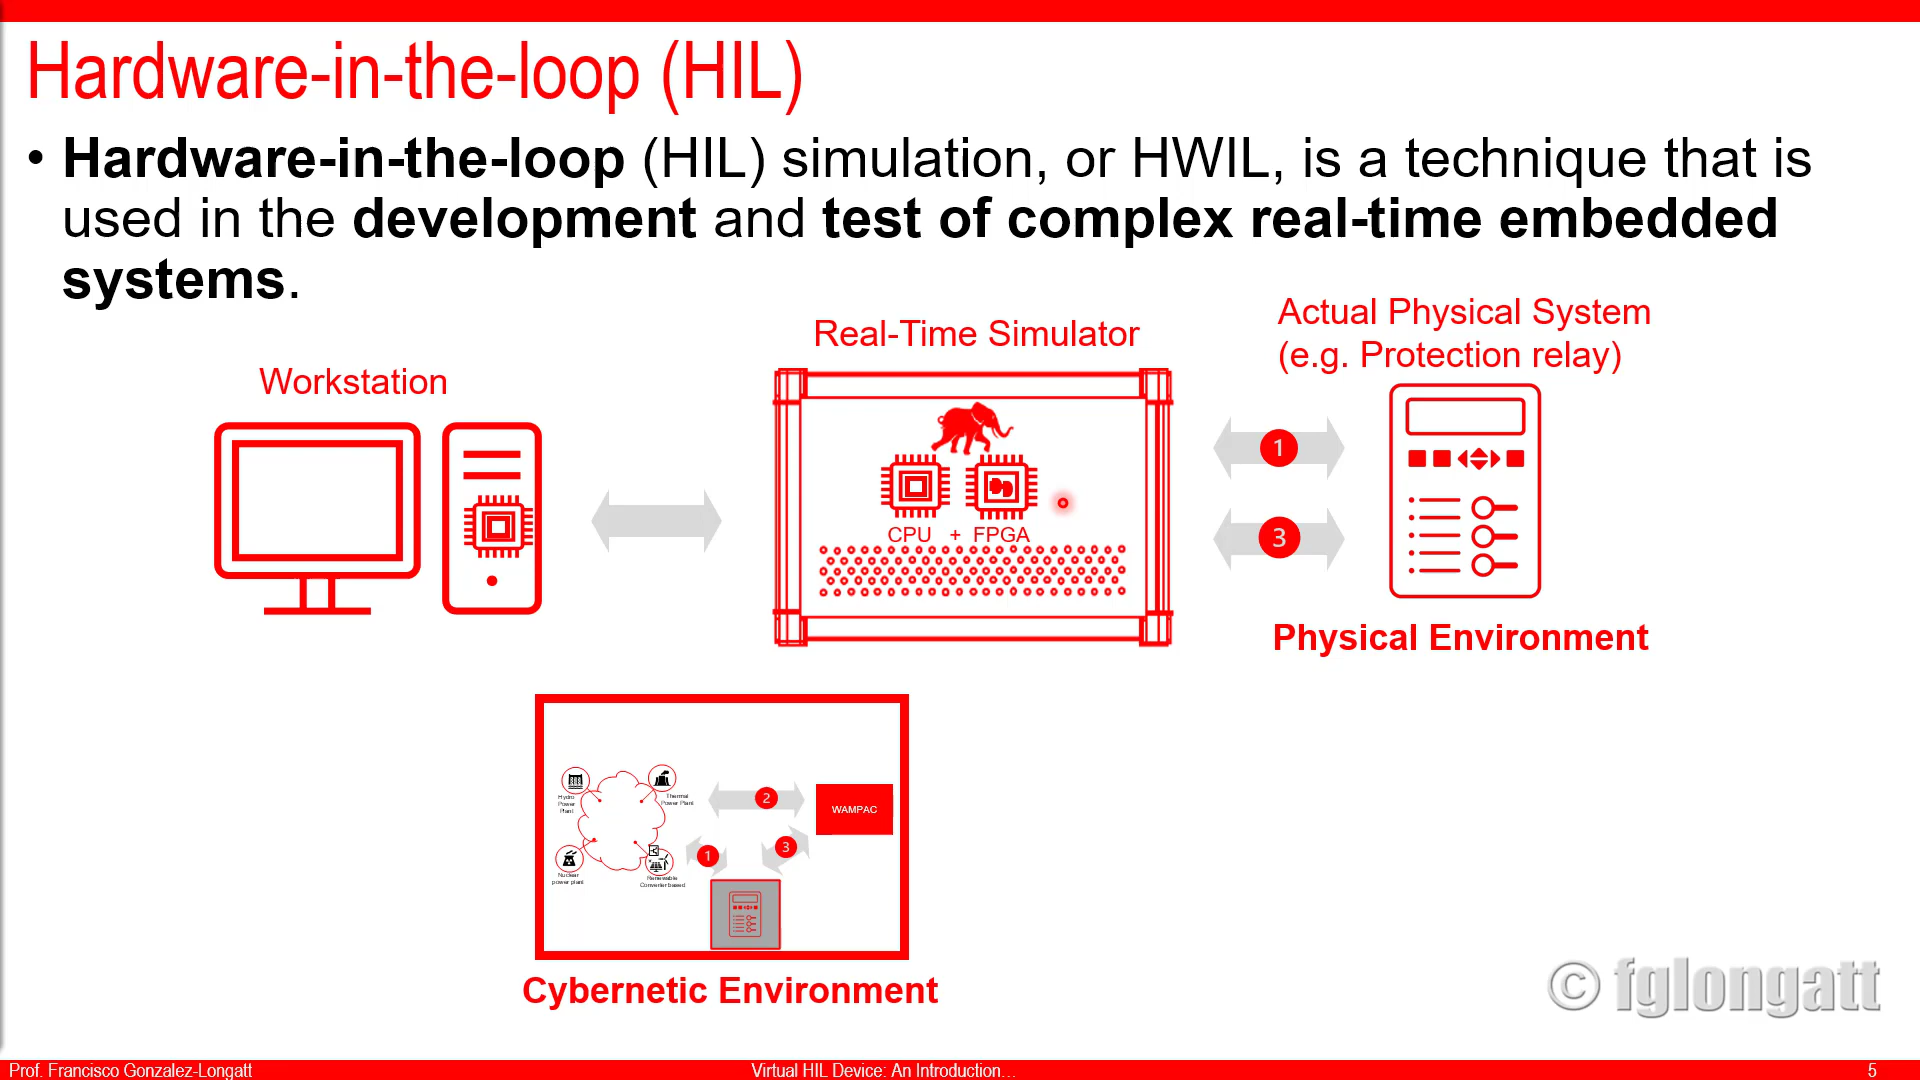 Hardware-in-the-loop (HIL)
• Hardware-in-the-loop (HIL) simulation, or HWIL, is a technique that is
used in the development and test of complex real-time embedded
systems.
Workstation
Real-Time Simulator
Actual Physical System
(e.g. Protection relay)
CPU + FPGA
1
3
Physical Environment
Hydro
Power
Plant
Thermal
Power Plant
2
WAMPAC
1
3
Nuclear
power plant
Renewable
Converter based
Cybernetic Environment
© fglongatt
Prof. Francisco Gonzalez-Longatt
Virtual HIL Device: An Introduction...
5